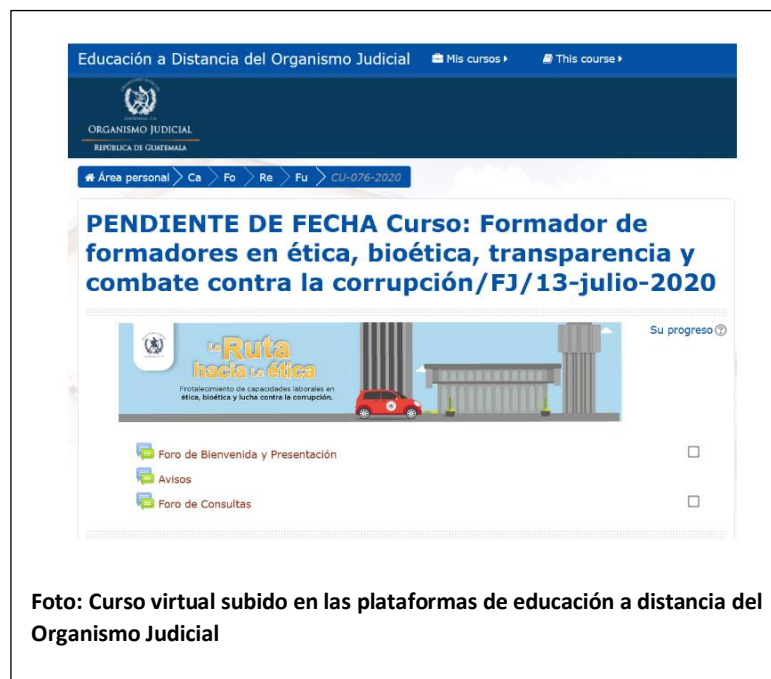 Educación a Distancia del Organismo Judicial Mis cursos This course
ORGANISMO JUDICIAL
REPÚBLICA DE GUATEMALA
Área personal Ca Fo Re Fu CU-076-2020
PENDIENTE DE FECHA Curso: Formador de
formadores en ética, bioética, transparencia y
combate contra la corrupción/FJ/13-julio-2020
Su progreso
La Ruta
hacia La ética
Frotalecimiento de capacidades laborales en
ética, bioética y lucha contra la corrupción.
Foro de Bienvenida y Presentación
Avisos
Foro de Consultas
Foto: Curso virtual subido en las plataformas de educación a distancia del
Organismo Judicial